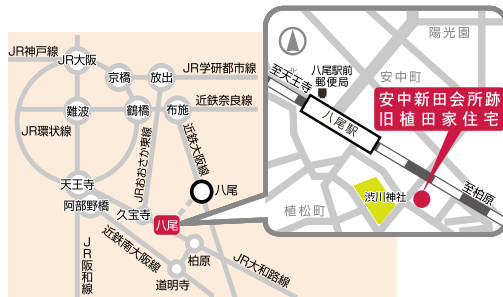 JR神戸線
JR大阪
京橋
放出
JR学研都市線
難波
鶴橋
布施
近鉄奈良線
JR環状線
JRおおさか東線
近鉄大阪線
天王寺
阿部野橋
久宝寺
八尾
八尾
近鉄南大阪線
柏原
JR大和路線
JR阪和線
道明寺
陽光園
八尾駅前
郵便局
安中町
至天王寺
八尾駅
安中新田会所跡
旧植田家住宅
至柏原
渋川神社
植松町